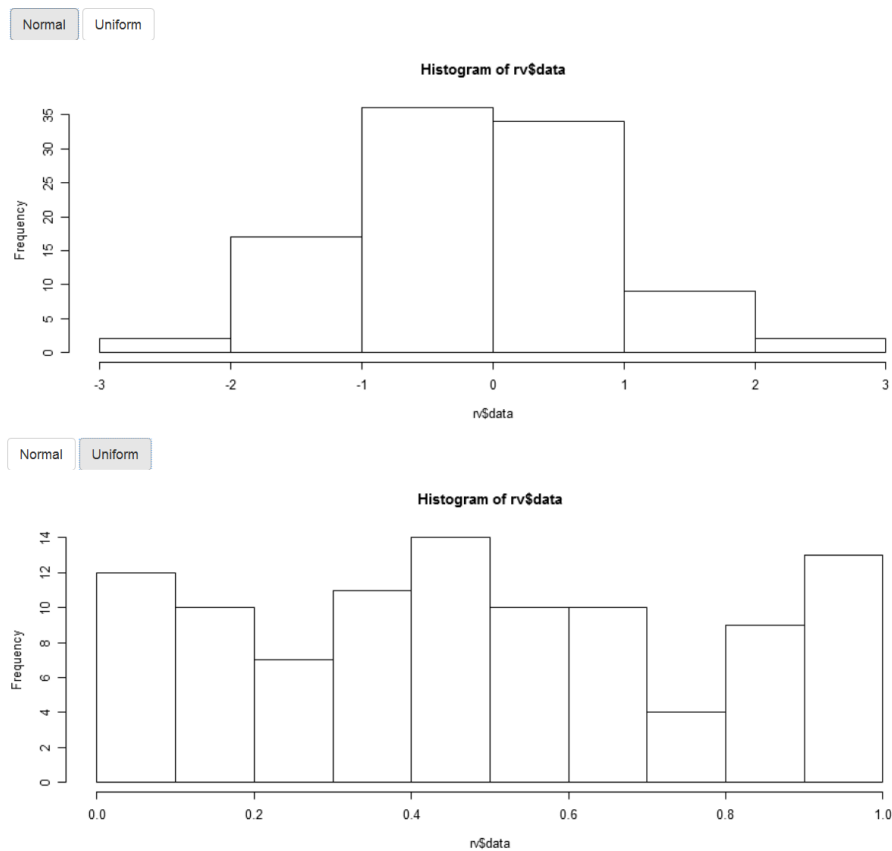 Normal Uniform
Histogram of rv$data
Frequency
35
30
25
20
15
10
5
0
-3 -2 -1 0 1 2 3
rv$data
Normal Uniform
Histogram of rv$data
Frequency
14
12
10
8
6
4
2
0
0.0 0.2 0.4 0.6 0.8 1.0
rv$data